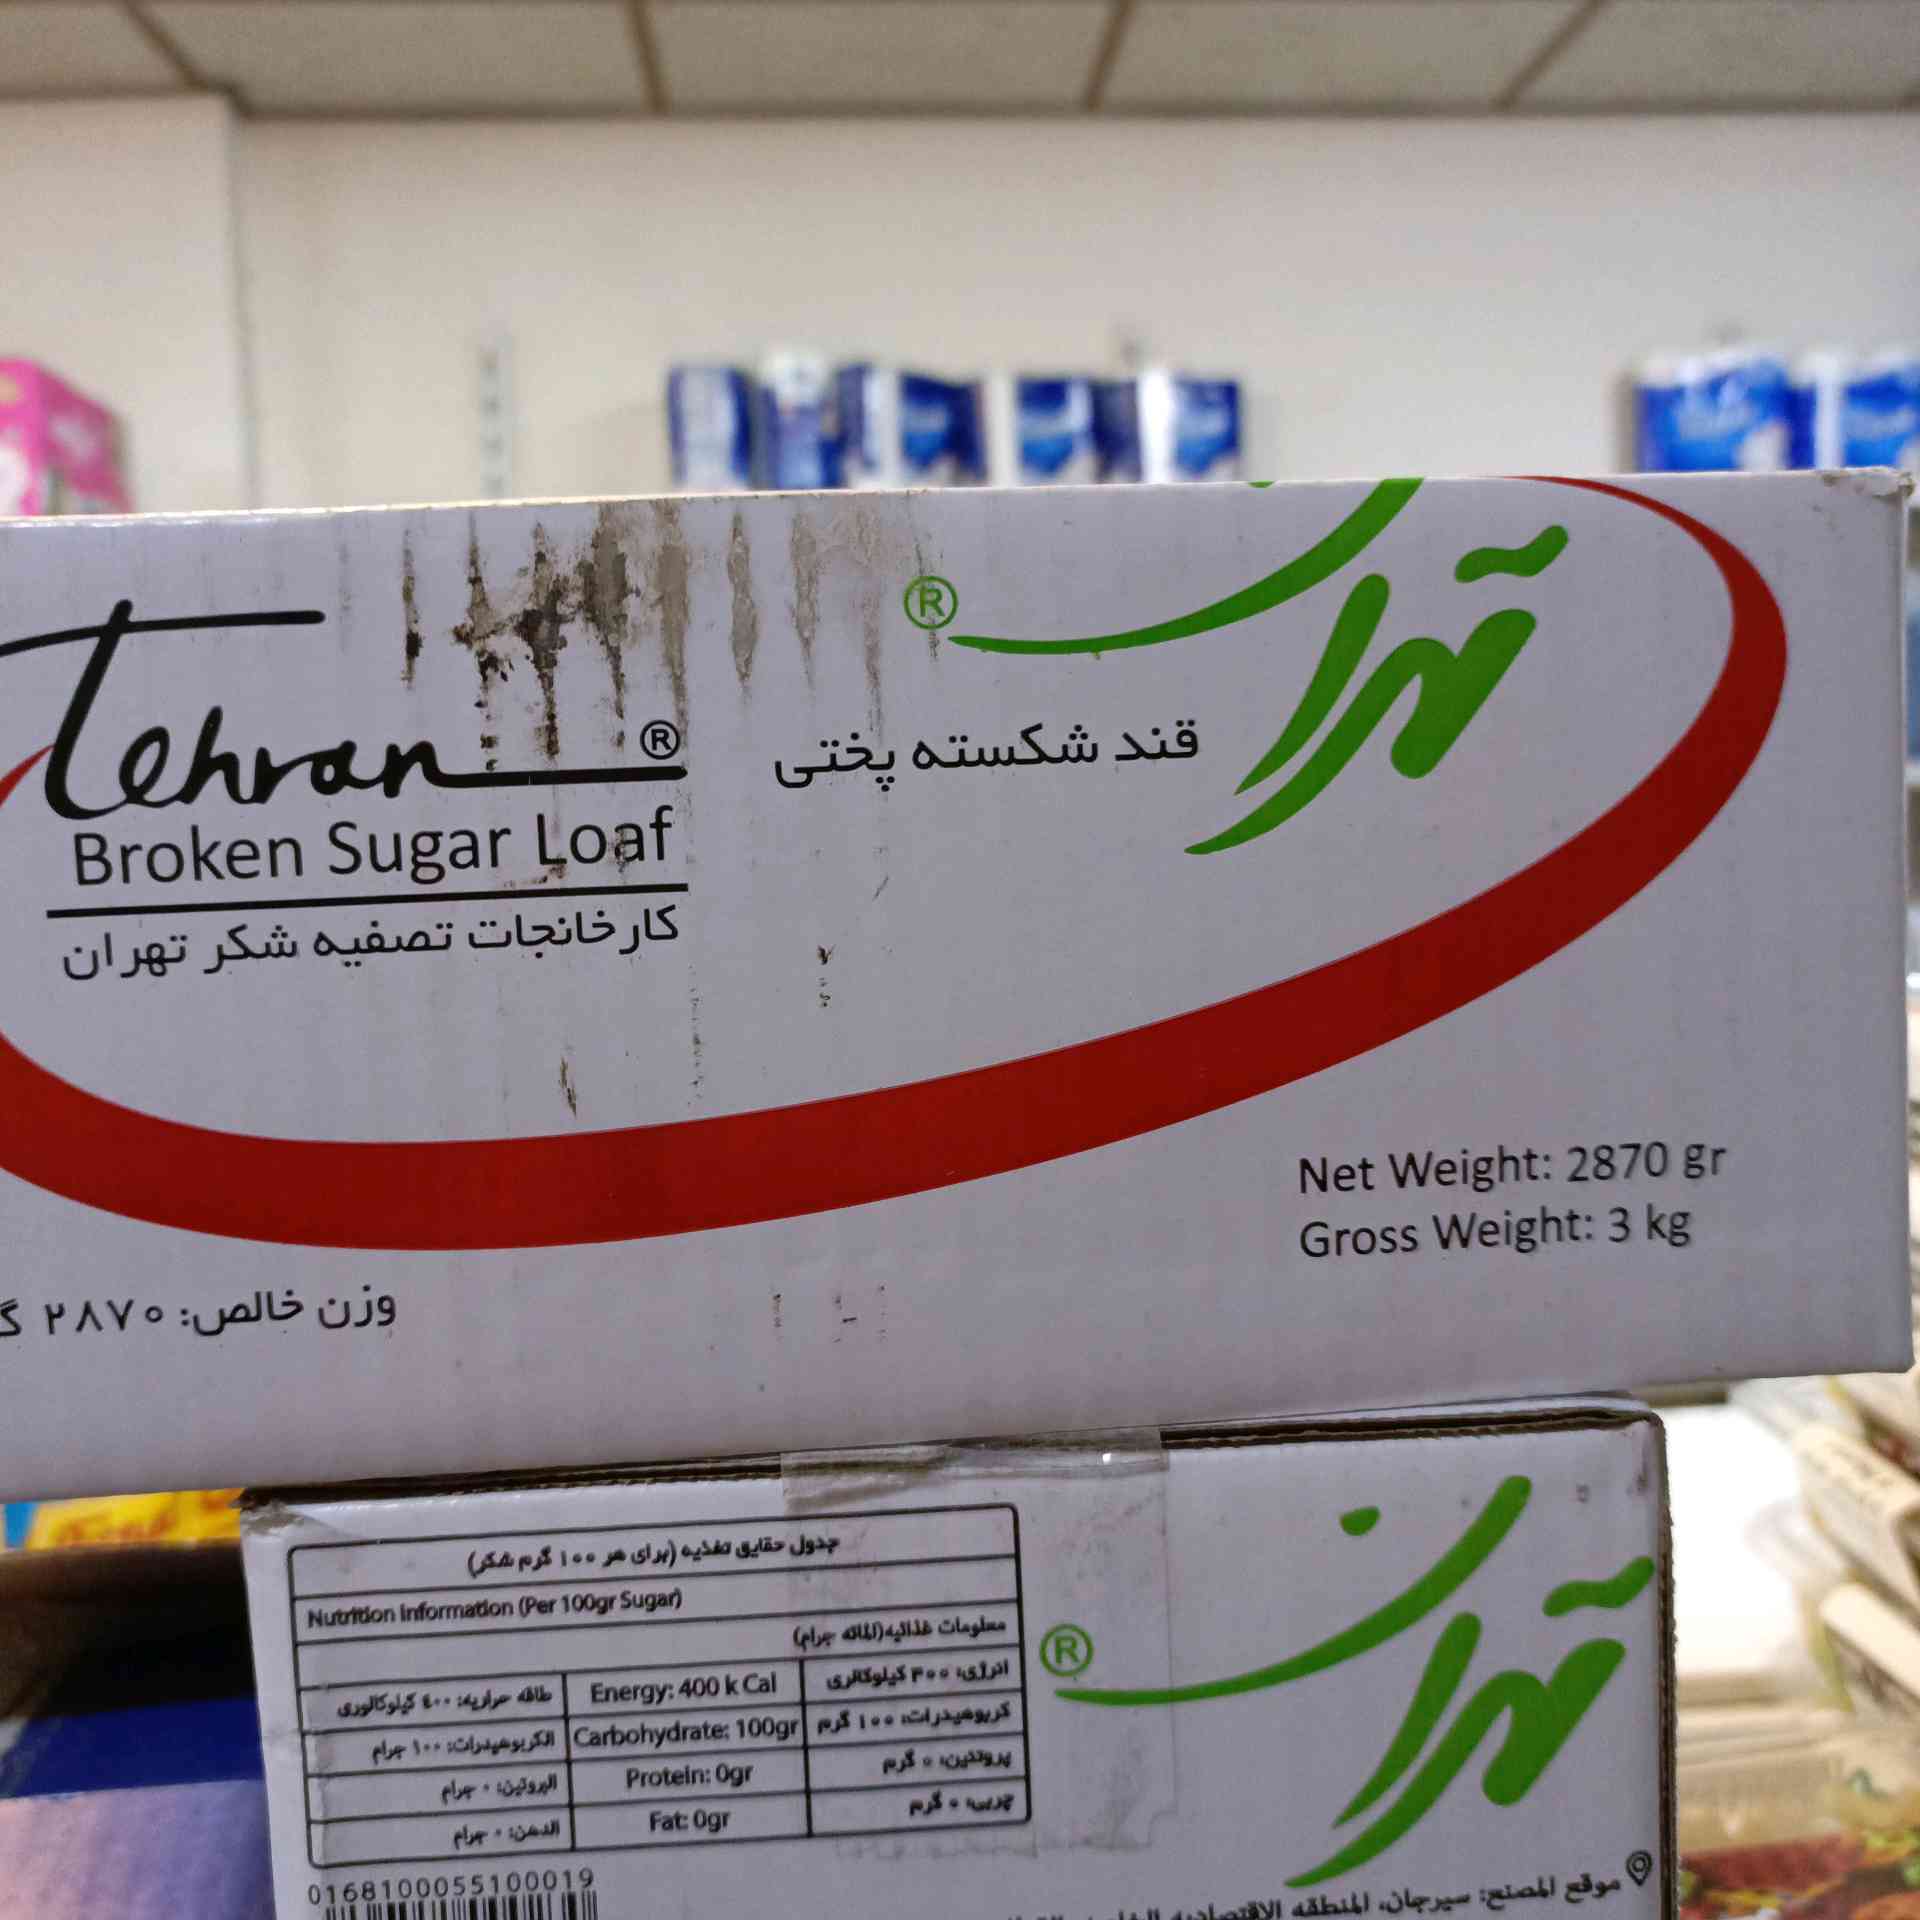 تهران ®
Tehran ®
Broken Sugar Loaf
کارخانجات تصفیه شکر تهران
قند شکسته پختی
Net Weight: 2870 gr
Gross Weight: 3 kg
وزن خالص: ۲۸۷۰
جدول حقایق تغذیه (برای هر ۱۰۰ گرم شکر)
Nutrition Information (Per 100gr Sugar)
معلومات غذائیه (لمائه جرام)
انرژی: ۴۰۰ کیلوکالری
Energy: 400 k Cal
طاقه حراریه: ٤٠٠ کیلوکالوری
کربوهیدرات: ۱۰۰ گرم
Carbohydrate: 100gr
الکربوهیدرات: ۱۰۰ جرام
پروتئین: ۰ گرم
Protein: 0gr
البروتین: ۰ جرام
چربی: ۰ گرم
Fat: 0gr
الدهن: ۰ جرام
تهران ®
0168100055100019
موقع المصنع: سیرجان، المنطقه الاقتصادیه